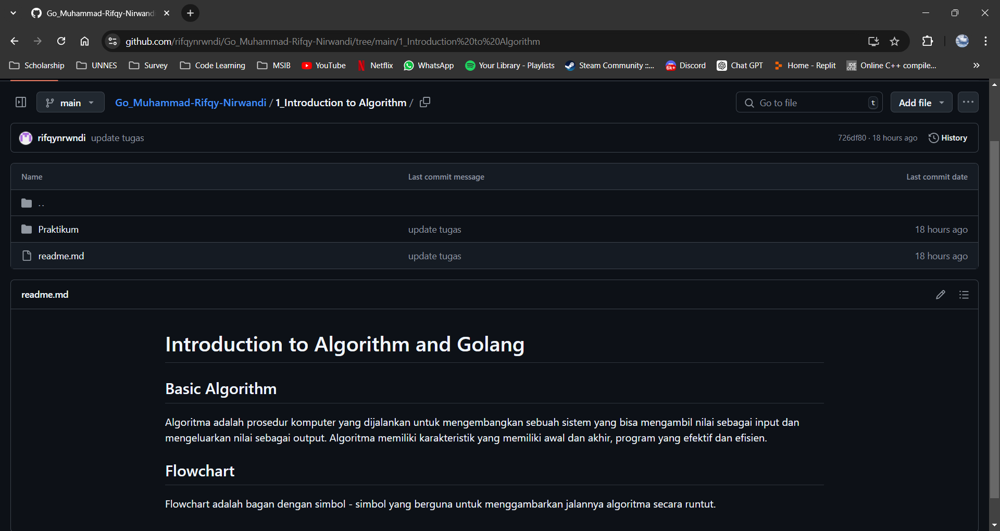 Go_Muhammad-Rifqy-Nirwand
github.com/rifqynrwndi/Go_Muhammad-Rifqy-Nirwandi/tree/main/1_Introduction%20to%20Algorithm
Scholarship UNNES Survey Code Learning MSIB YouTube Netflix WhatsApp Your Library - Playlists Steam Community ::... 6k+ Discord Chat GPT Home - Replit IDE ONE Online C++ compile...
main Go_Muhammad-Rifqy-Nirwandi / 1_Introduction to Algorithm / Go to file t Add file
rifqynrwndi update tugas 726df80 · 18 hours ago History
Name Last commit message Last commit date
..
Praktikum update tugas 18 hours ago
readme.md update tugas 18 hours ago
readme.md
Introduction to Algorithm and Golang
Basic Algorithm
Algoritma adalah prosedur komputer yang dijalankan untuk mengembangkan sebuah sistem yang bisa mengambil nilai sebagai input dan
mengeluarkan nilai sebagai output. Algoritma memiliki karakteristik yang memiliki awal dan akhir, program yang efektif dan efisien.
Flowchart
Flowchart adalah bagan dengan simbol - simbol yang berguna untuk menggambarkan jalannya algoritma secara runtut.